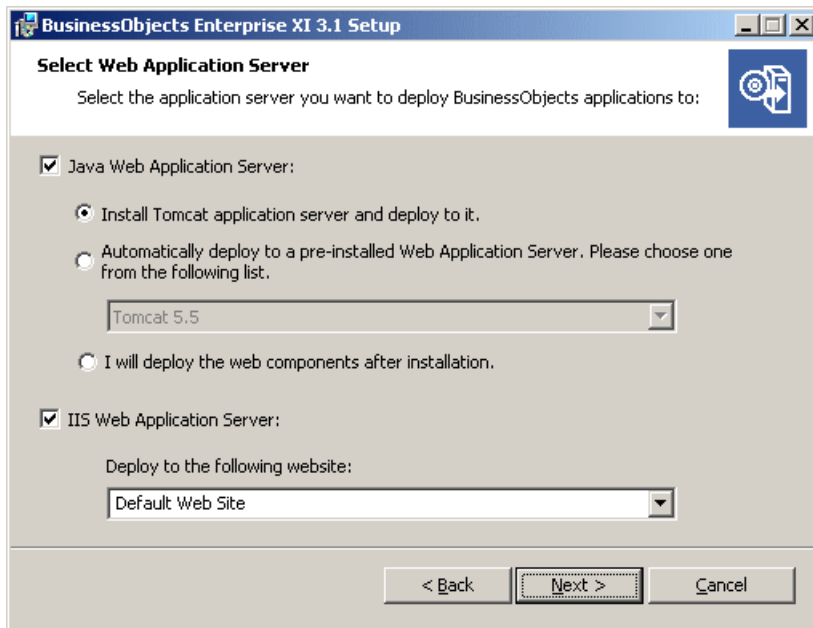 BusinessObjects Enterprise XI 3.1 Setup
Select Web Application Server
Select the application server you want to deploy BusinessObjects applications to:
Java Web Application Server:
Install Tomcat application server and deploy to it.
Automatically deploy to a pre-installed Web Application Server. Please choose one
from the following list.
Tomcat 5.5
I will deploy the web components after installation.
IIS Web Application Server:
Deploy to the following website:
Default Web Site
< Back
Next >
Cancel